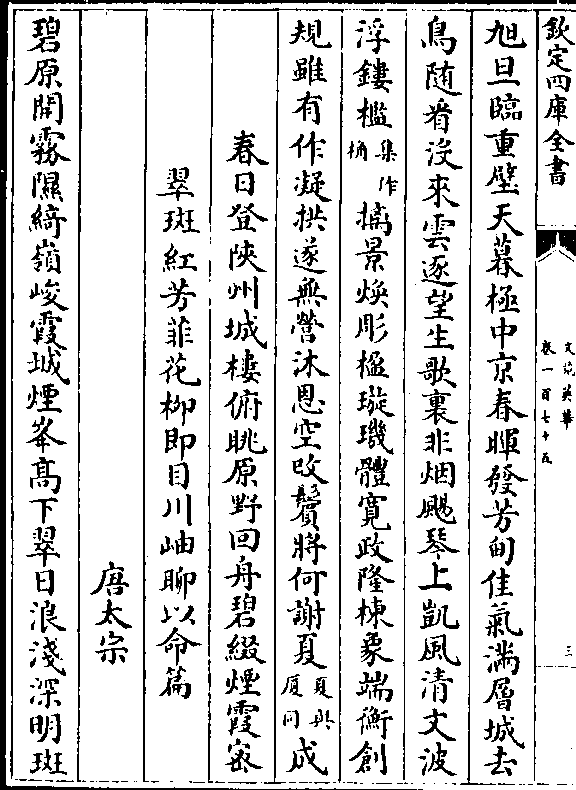 欽定四庫全書
文苑英華
卷一百七十五
三
旭旦臨重壁天暮極中京春暉發芳甸佳氣滿層城去
鳥随㸔没來雲逐望生歌裏非烟颺琴上凱風清文波
浮鏤檻集作桷摛景煥彫楹璇璣體寛政隆棟象端衡創
規雖有作凝拱遂無營沐恩空改鬢將何謝夏夏與厦同成
春日登陜州城樓俯眺原野回舟碧綴煙霞宻
翠斑紅芳菲花栁即目川岫聊以命篇
唐太宗
碧原開霧隰綺嶺峻霞城煙峯髙下翠日浪淺深明斑